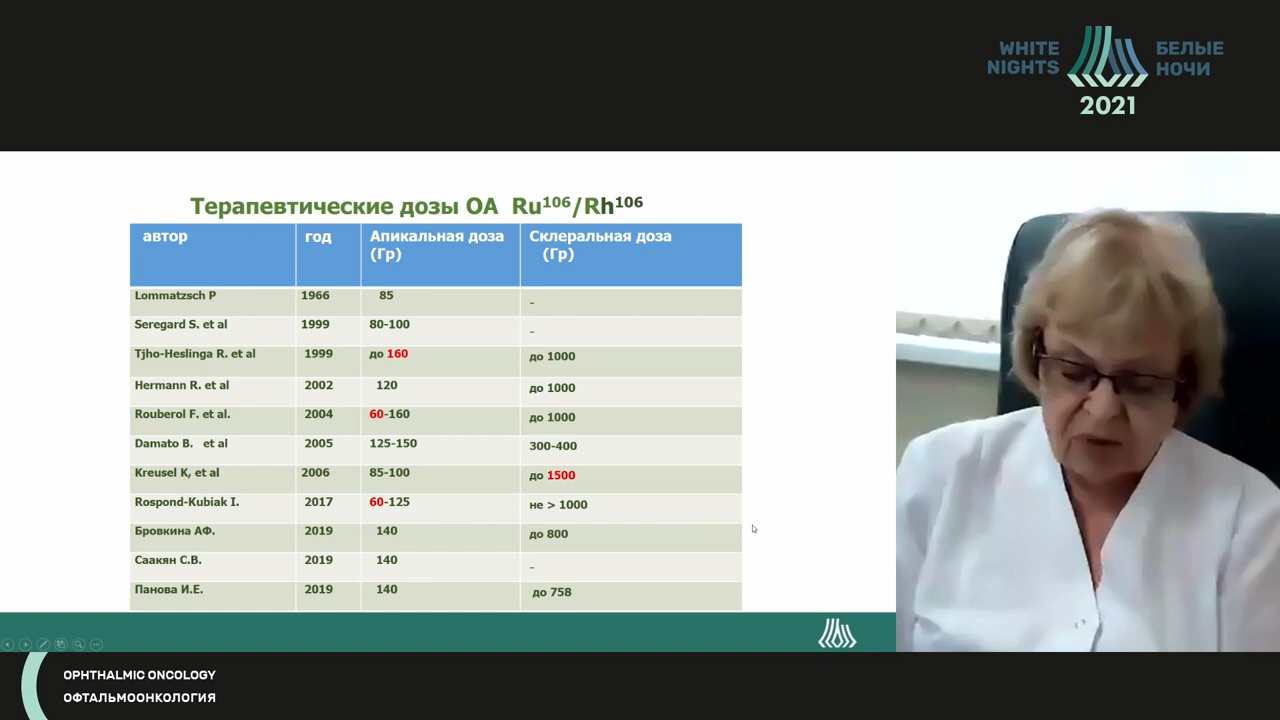 WHITE NIGHTS
БЕЛЫЕ НОЧИ
2021
Терапевтические дозы ОА Ru106/Rh106
автор год Апикальная доза (Гр) Склеральная доза (Гр)
Lommatzsch P 1966 85 -
Seregard S. et al 1999 80-100 -
Tjho-Heslinga R. et al 1999 до 160 до 1000
Hermann R. et al 2002 120 до 1000
Rouberol F. et al. 2004 60-160 до 1000
Damato B. et al 2005 125-150 300-400
Kreusel K, et al 2006 85-100 до 1500
Rospond-Kubiak I. 2017 60-125 не > 1000
Бровкина АФ. 2019 140 до 800
Саакян С.В. 2019 140 -
Панова И.Е. 2019 140 до 758
OPHTHALMIC ONCOLOGY
ОФТАЛЬМООНКОЛОГИЯ